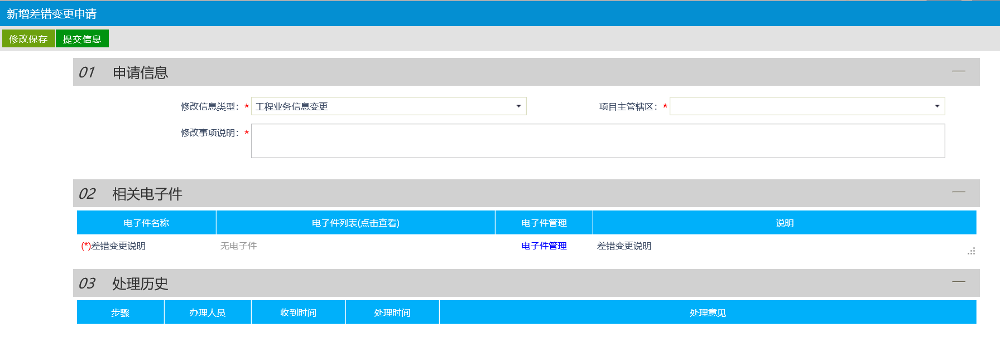 新增差错变更申请
修改保存 提交信息
01 申请信息
修改信息类型：* 工程业务信息变更 项目主管辖区：*
修改事项说明：*
02 相关电子件
电子件名称 电子件列表(点击查看) 电子件管理 说明
(*)差错变更说明 无电子件 电子件管理 差错变更说明
03 处理历史
步骤 办理人员 收到时间 处理时间 处理意见